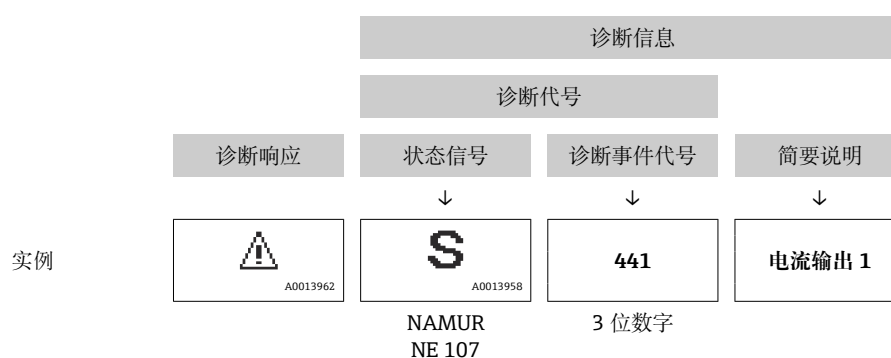 诊断信息
诊断代号
诊断响应 状态信号 诊断事件代号 简要说明
↓ ↓ ↓
实例 S 441 电流输出 1
A0013962 A0013958
NAMUR 3 位数字
NE 107